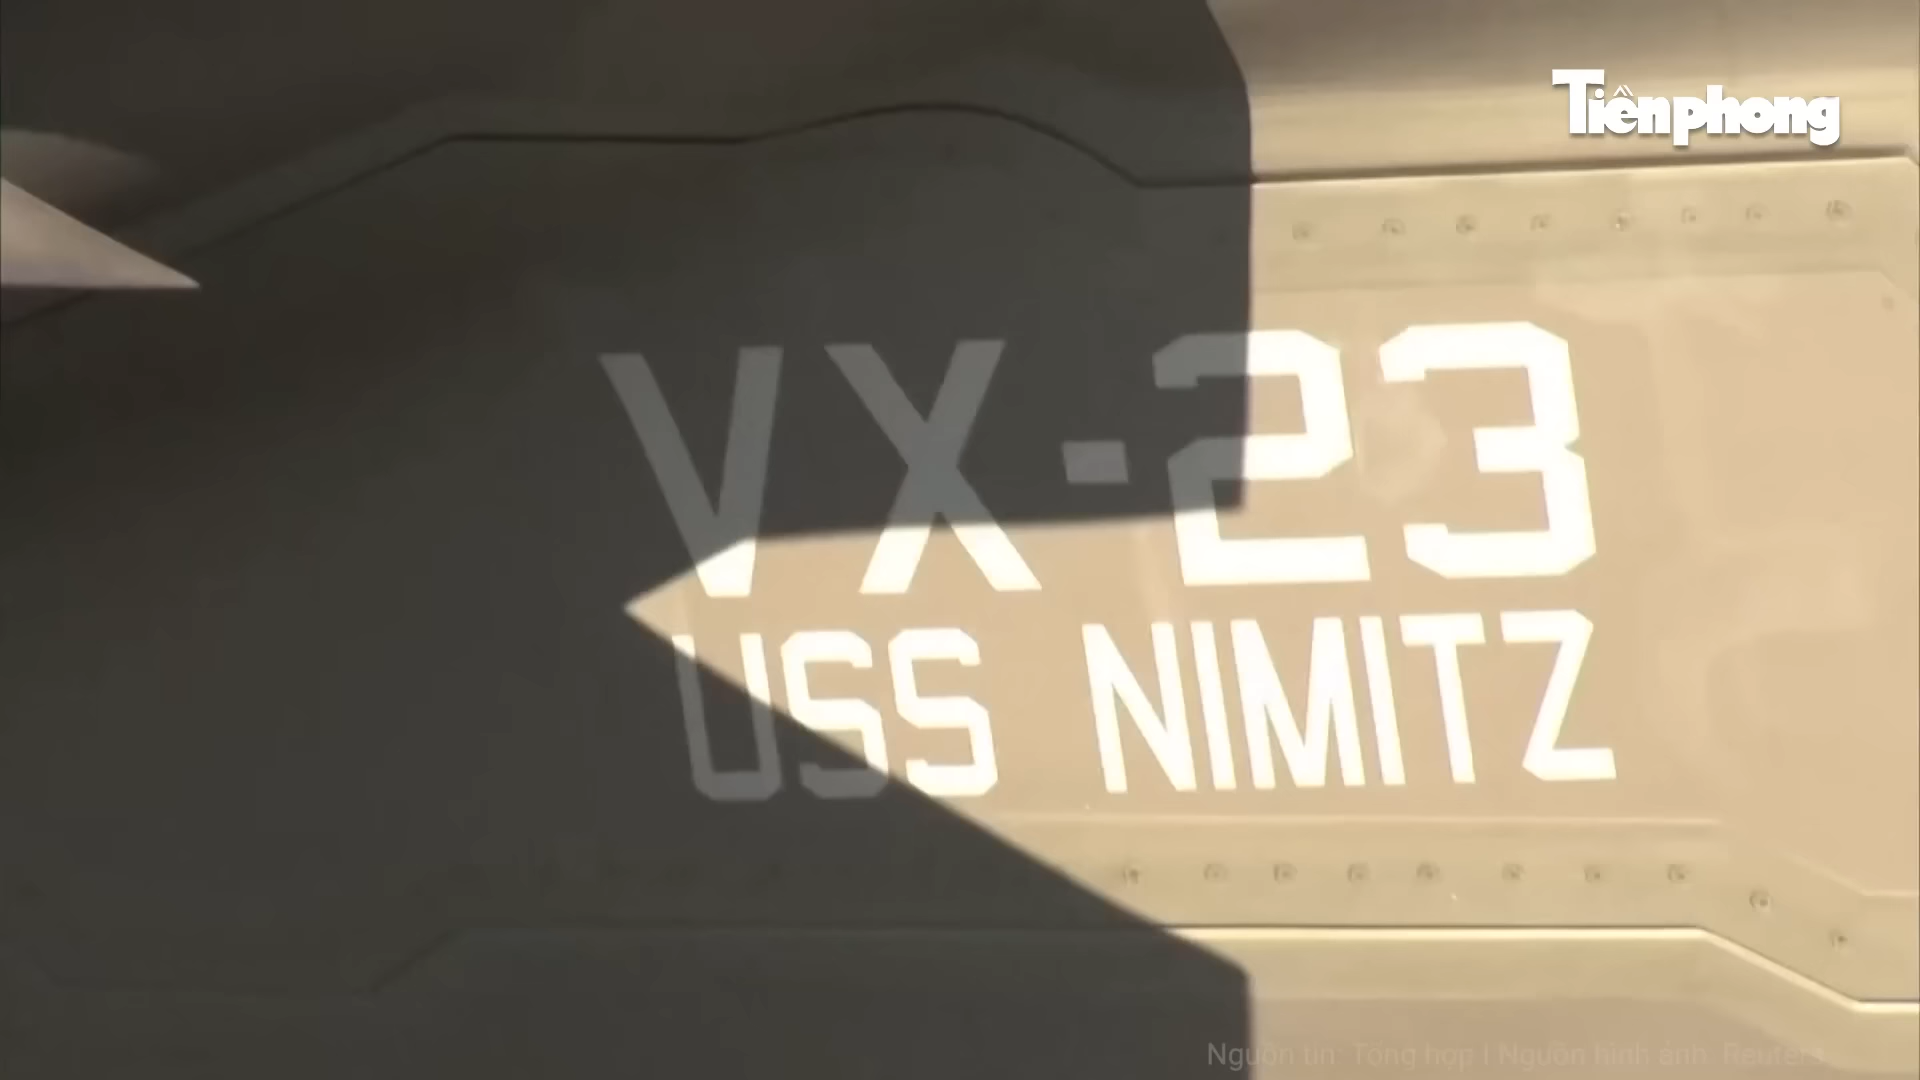 Tiềnphong
VX-23
USS NIMITZ
Nguồn tin: Tổng hợp | Nguồn hình ảnh: Reuters